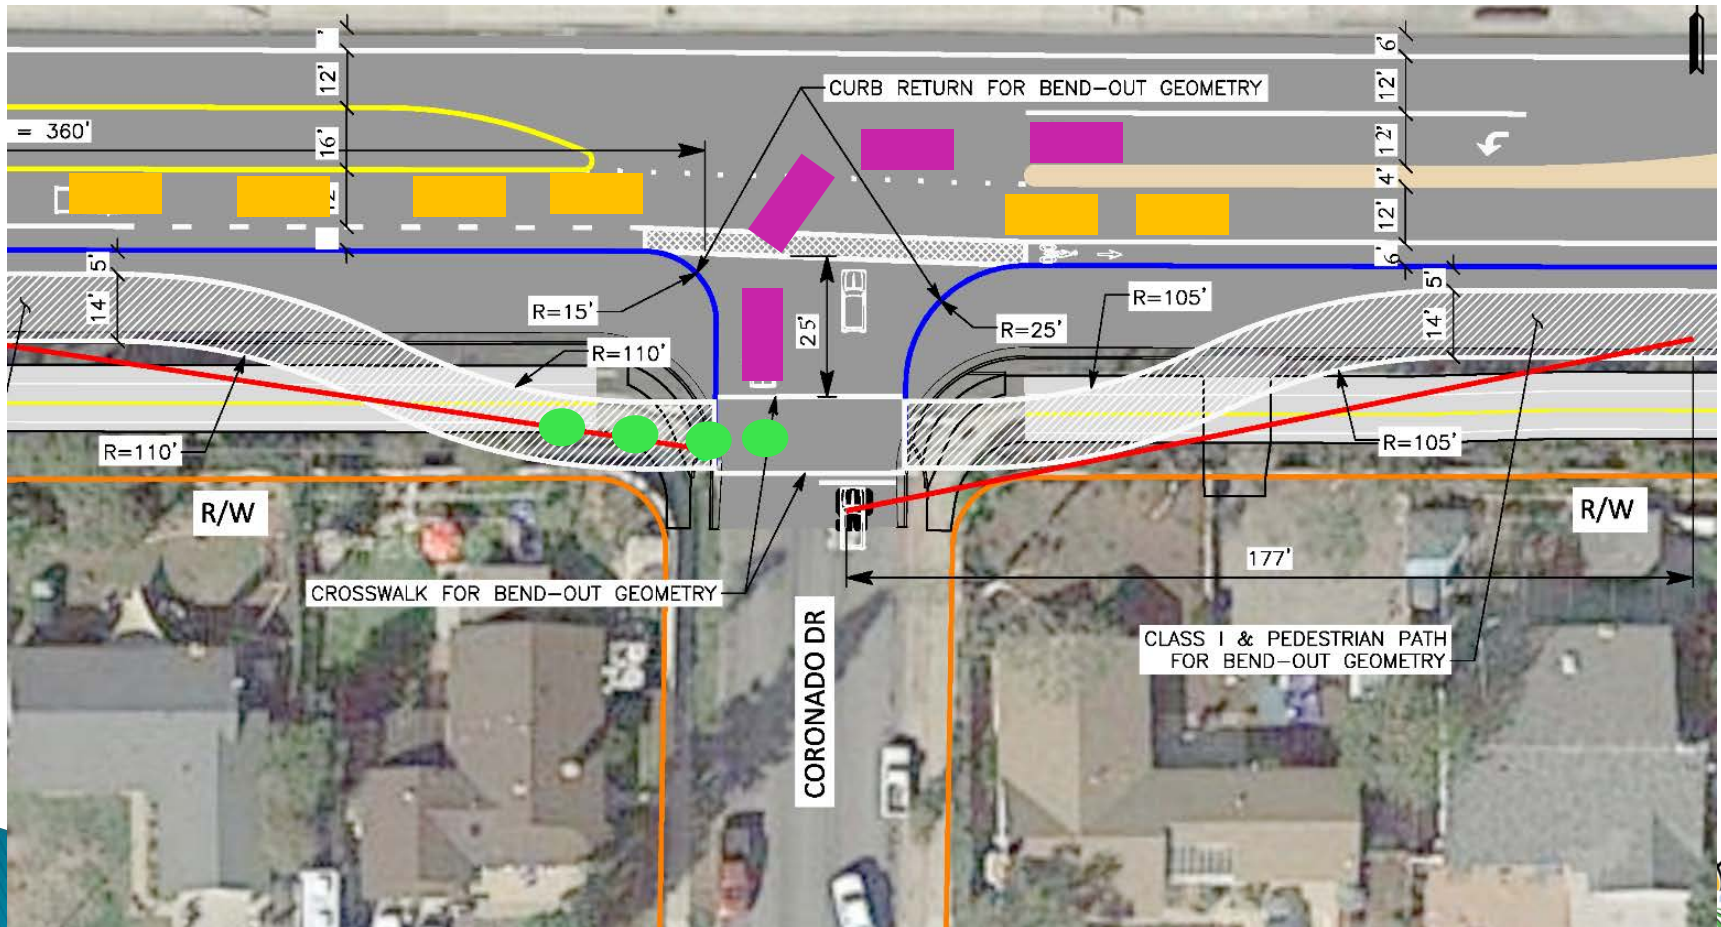 6'
12'
12'
CURB RETURN FOR BEND-OUT GEOMETRY
= 360'
16'
12'
4'
12'
6'
5'
14'
R=15'
25'
R=25'
R=105'
5'
14'
R=110'
R=110'
R=105'
R/W
R/W
177'
CROSSWALK FOR BEND-OUT GEOMETRY
CORONADO DR
CLASS I & PEDESTRIAN PATH
FOR BEND-OUT GEOMETRY